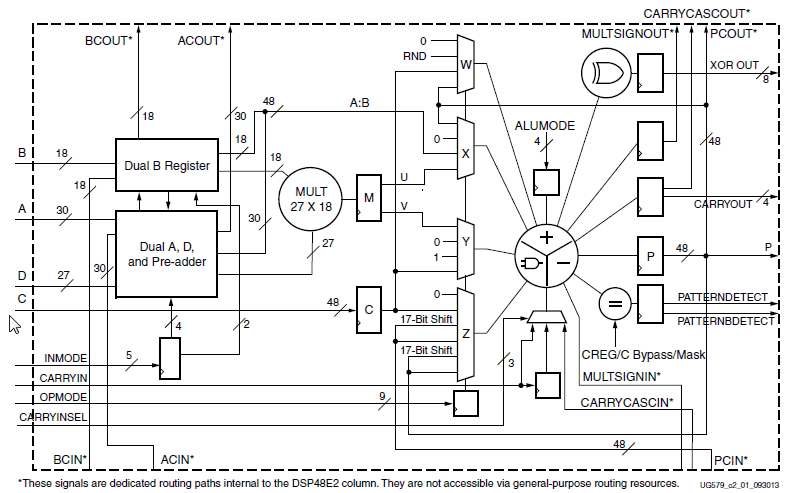 CARRYCASCOUT*
BCOUT* ACOUT* MULTSIGNOUT* PCOUT*
0
RND
W
XOR OUT
8
18 30 48 A:B
18
0
X
ALUMODE
4
48
B 18
Dual B Register
18
18
MULT
27 X 18
M
U
V
A 30
30
Dual A, D,
and Pre-adder
27
CARRYOUT 4
0
1
Y
+
−
P 48 P
D 27
30
C
48
C
0
17-Bit Shift
Z
17-Bit Shift
=
PATTERNDETECT
PATTERNBDETECT
4
2
CREG/C Bypass/Mask
3
INMODE 5
MULTSIGNIN*
CARRYIN
OPMODE 9
CARRYCASCIN*
CARRYINSEL
48
BCIN* ACIN* PCIN*
*These signals are dedicated routing paths internal to the DSP48E2 column. They are not accessible via general-purpose routing resources. UG579_c2_01_093013